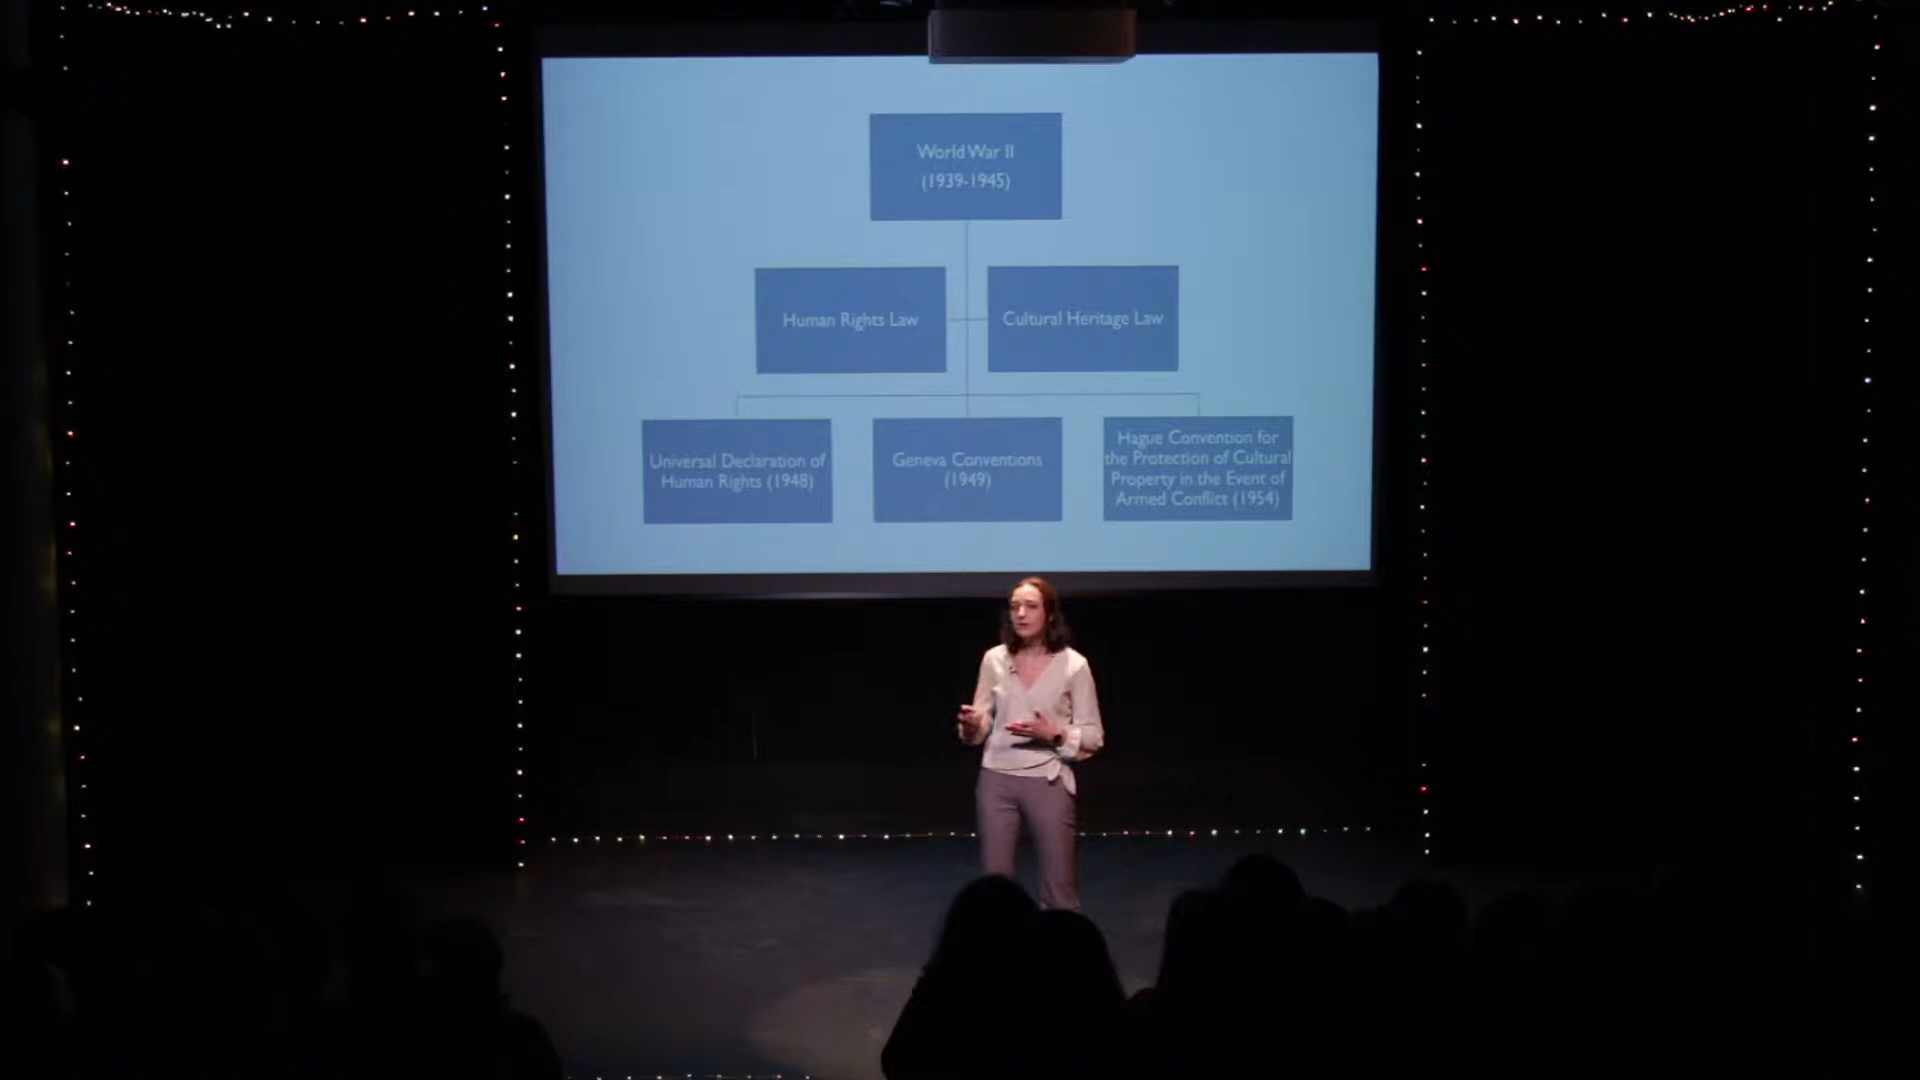 World War II
(1939-1945)
Human Rights Law
Cultural Heritage Law
Universal Declaration of
Human Rights (1948)
Geneva Conventions
(1949)
Hague Convention for
the Protection of Cultural
Property in the Event of
Armed Conflict (1954)